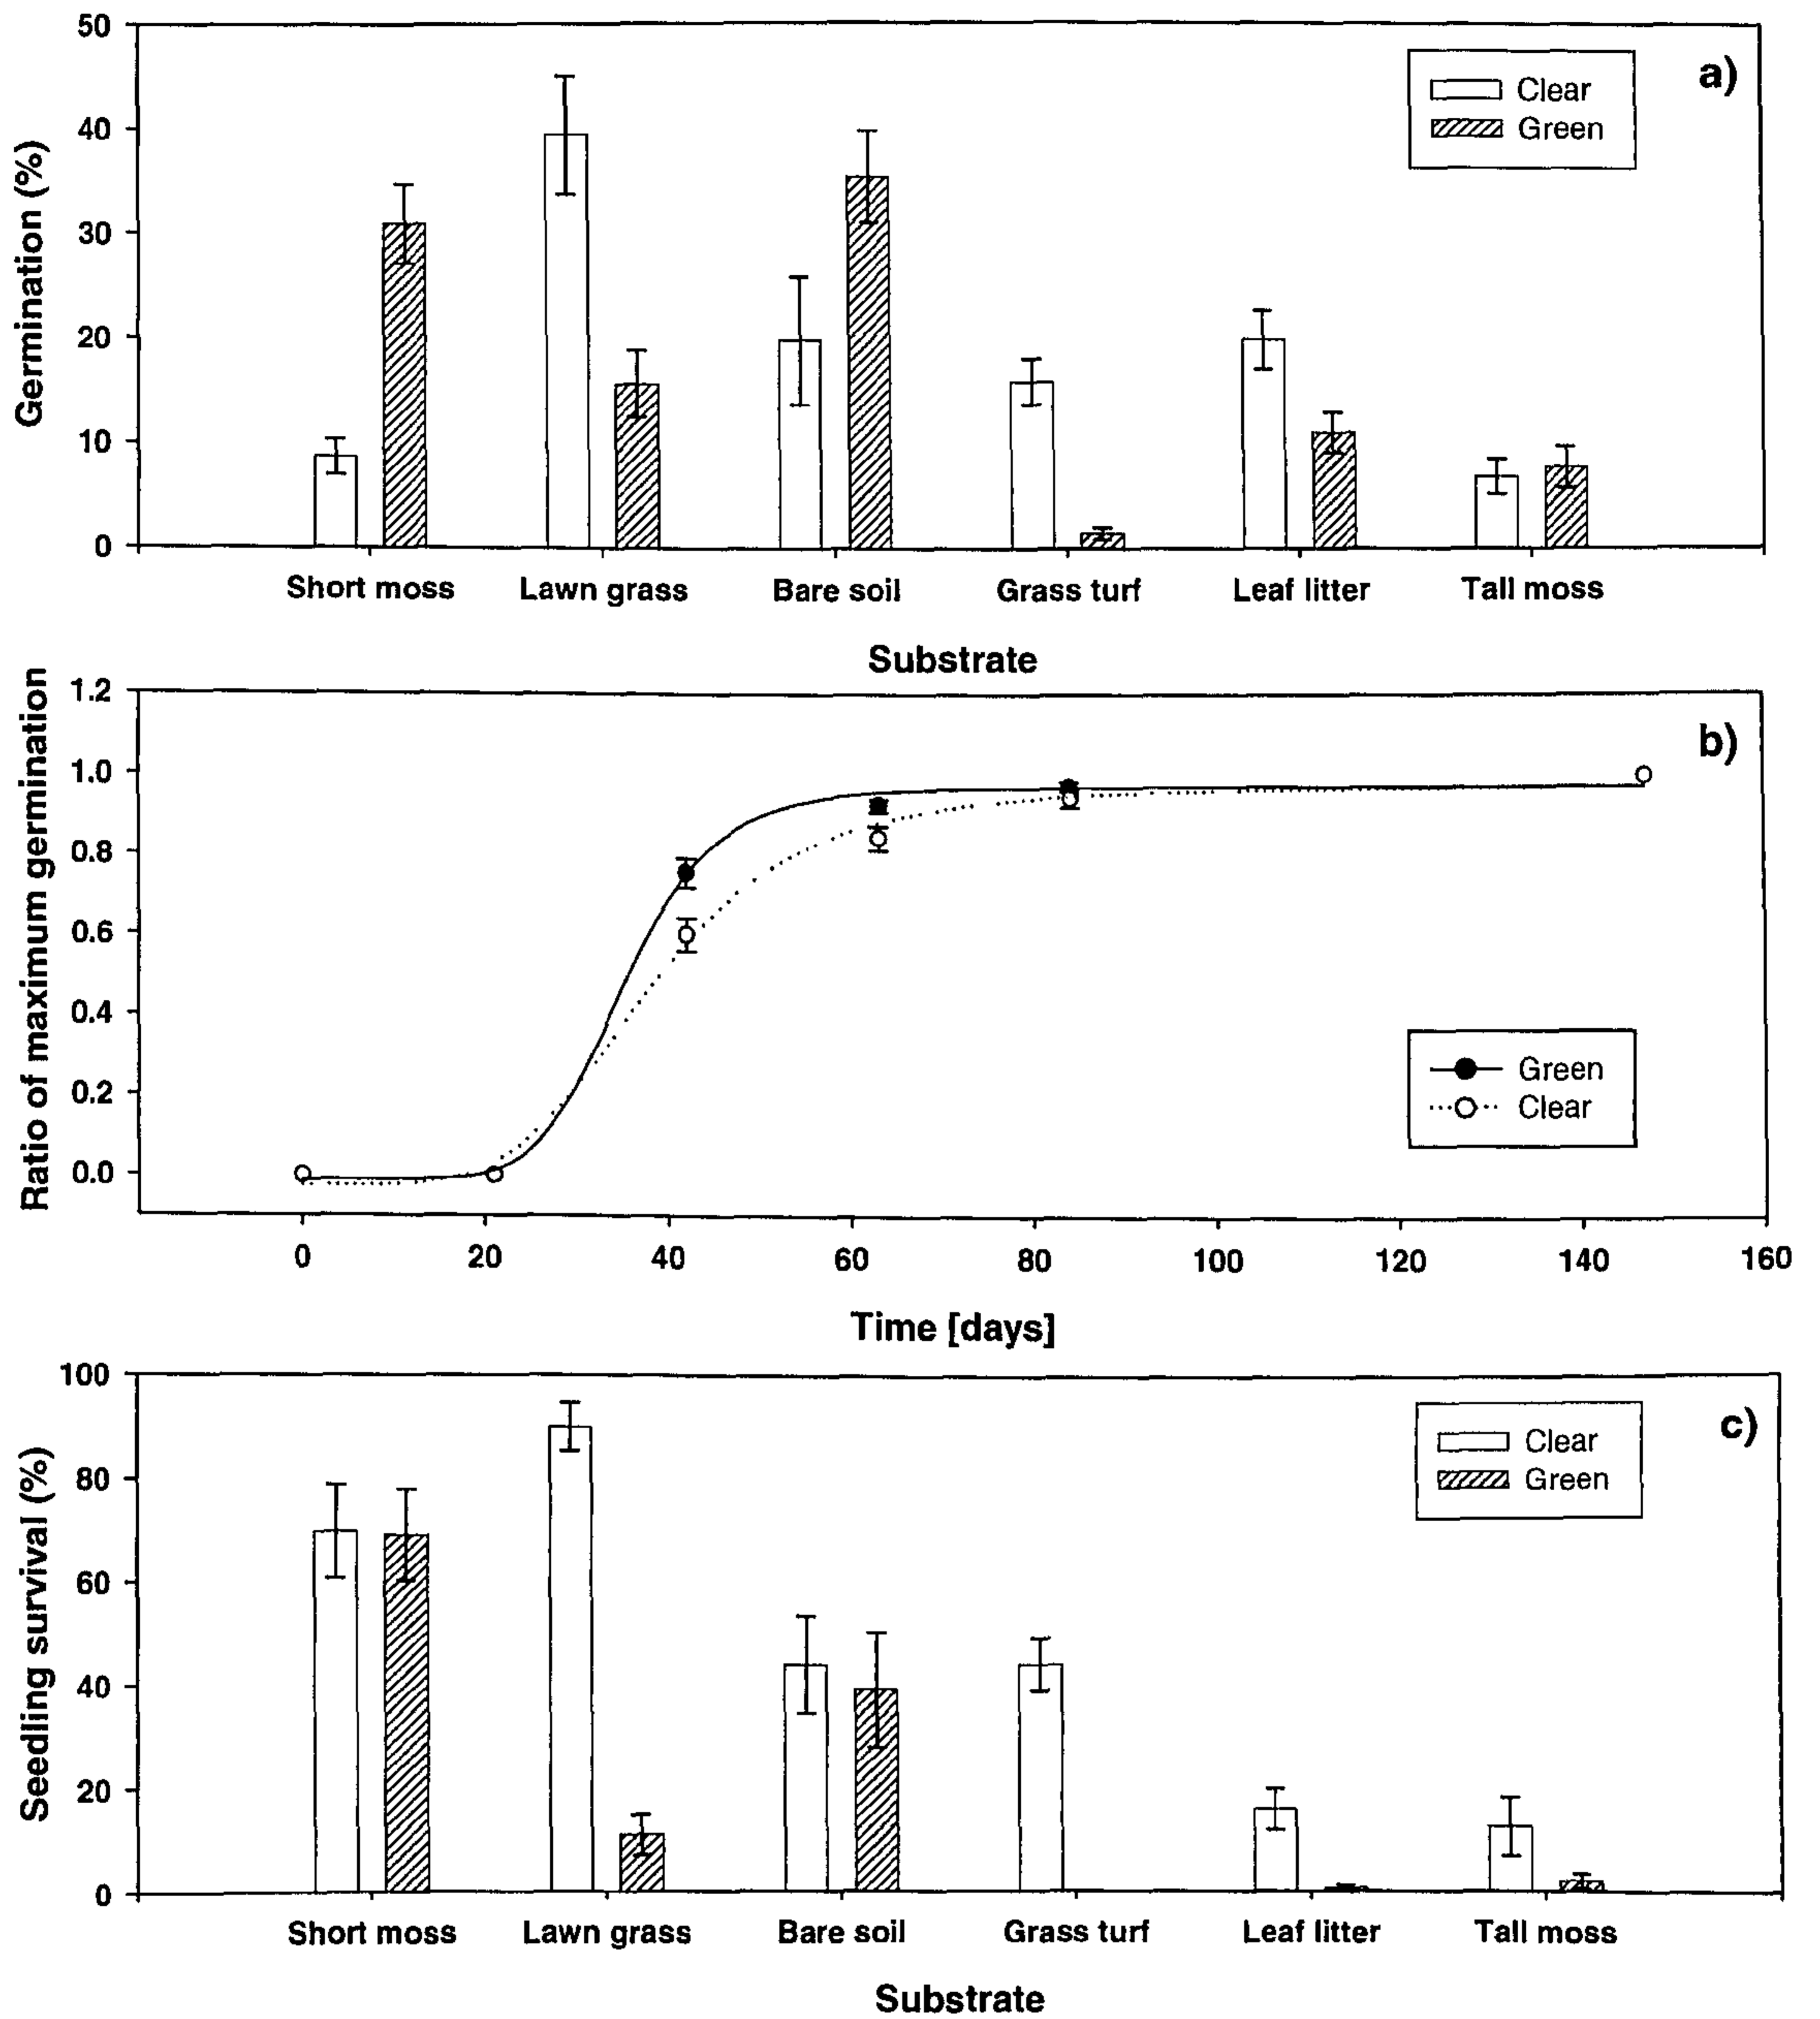 a)
Clear
Green
Germination (%)
50
40
30
20
10
0
Short moss Lawn grass Bare soil Grass turf Leaf litter Tall moss
Substrate
b)
Ratio of maximum germination
1.2
1.0
0.8
0.6
0.4
0.2
0.0
Green
Clear
0 20 40 60 80 100 120 140 160
Time [days]
c)
Clear
Green
Seedling survival (%)
100
80
60
40
20
0
Short moss Lawn grass Bare soil Grass turf Leaf litter Tall moss
Substrate